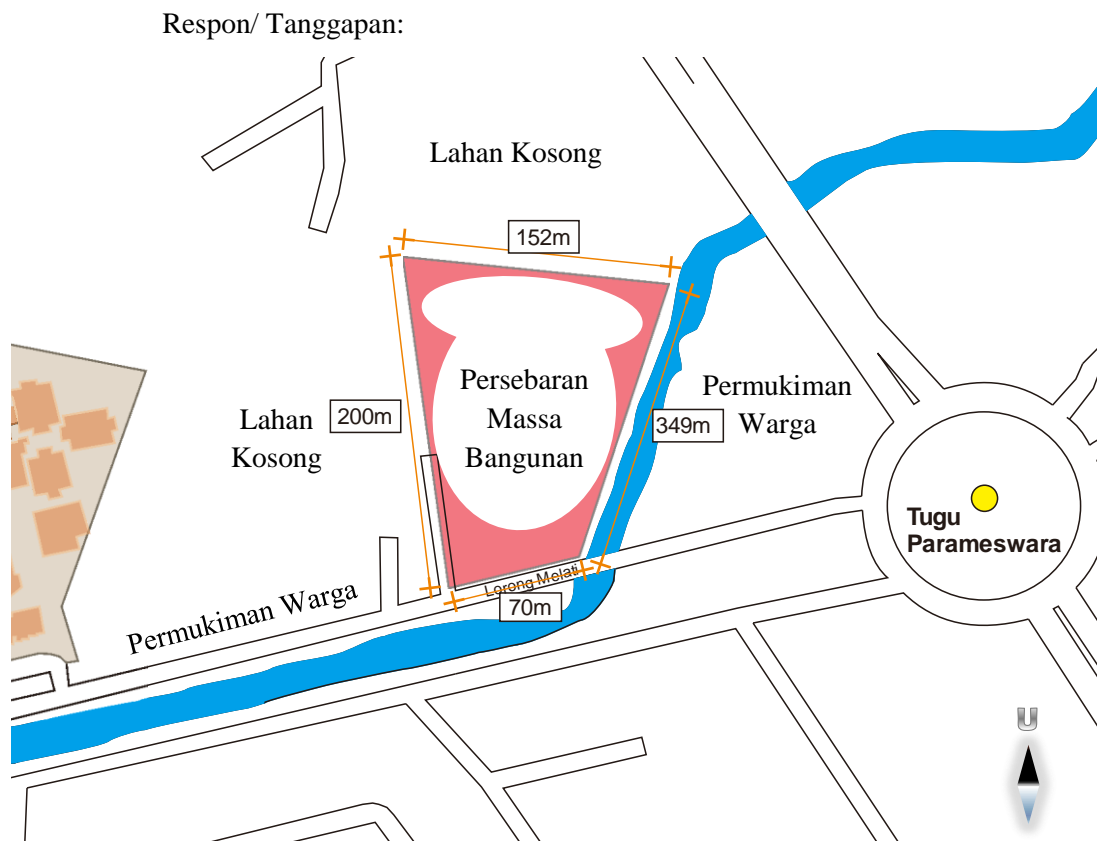 Respon/ Tanggapan:
Lahan Kosong
152m
Persebaran
Massa
Bangunan
Permukiman
Warga
Lahan
Kosong
200m
349m
Tugu
Parameswara
Lorong Melati
70m
Permukiman Warga
U